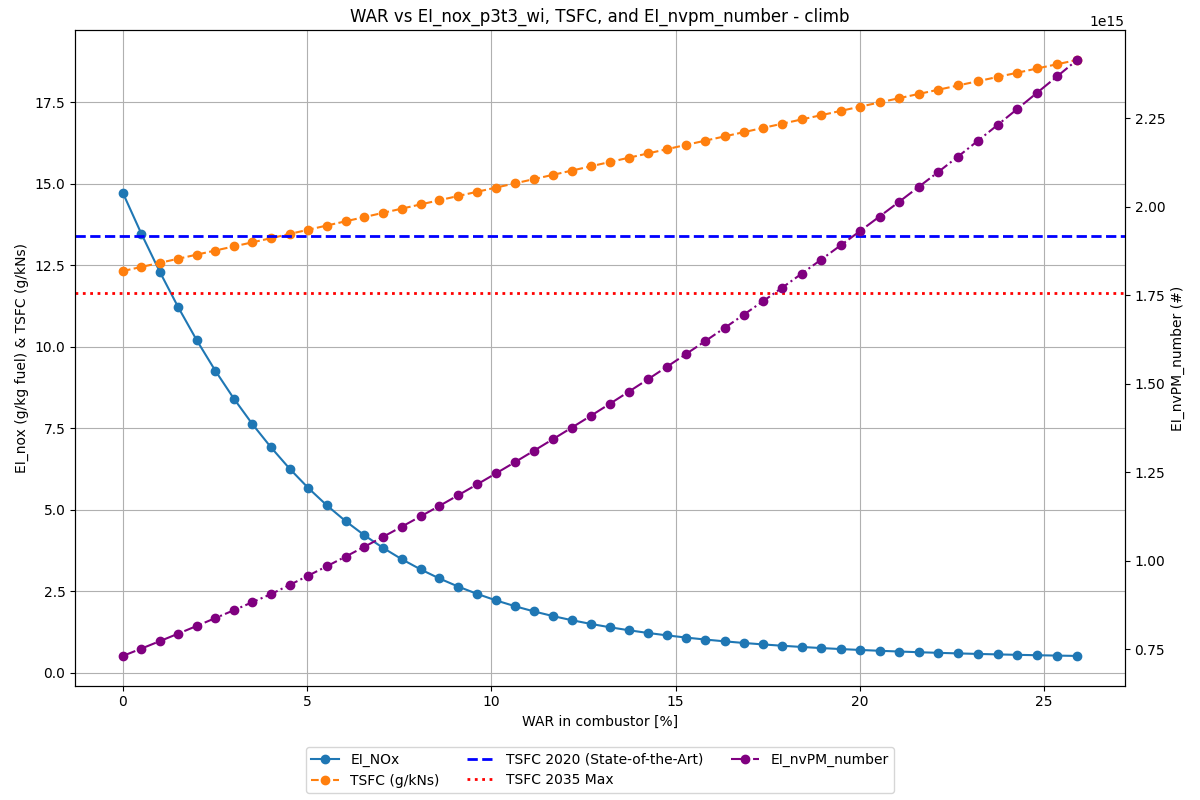 WAR vs EI_nox_p3t3_wi, TSFC, and EI_nvpm_number - climb
1e15
17.5
15.0
12.5
10.0
7.5
5.0
2.5
0.0
EI_nox (g/kg fuel) & TSFC (g/kNs)
2.25
2.00
1.75
1.50
1.25
1.00
0.75
EI_nvPM_number (#)
0 5 10 15 20 25
WAR in combustor [%]
EI_NOx
TSFC (g/kNs)
TSFC 2020 (State-of-the-Art)
TSFC 2035 Max
EI_nvPM_number